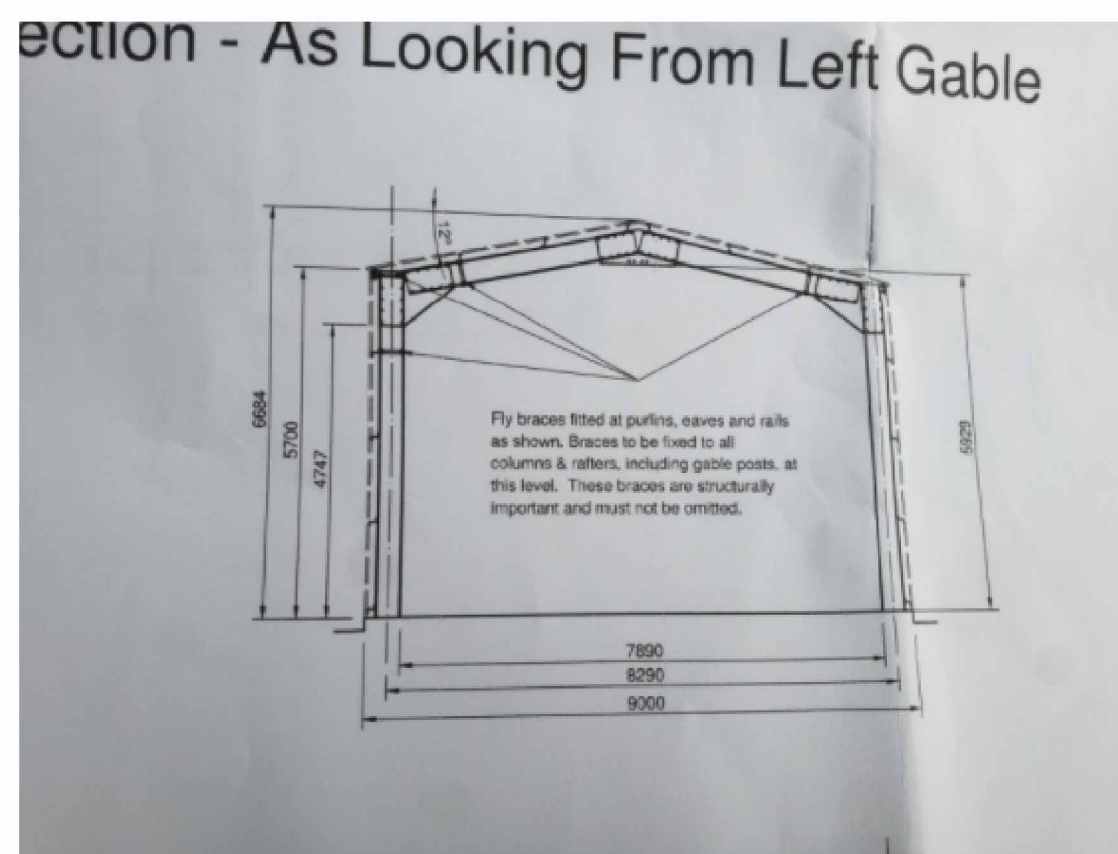 ection - As Looking From Left Gable
12°
6684
5700
4747
5929
Fly braces fitted at purlins, eaves and rails
as shown. Braces to be fixed to all
columns & rafters, including gable posts, at
this level. These braces are structurally
important and must not be omitted.
7890
8290
9000